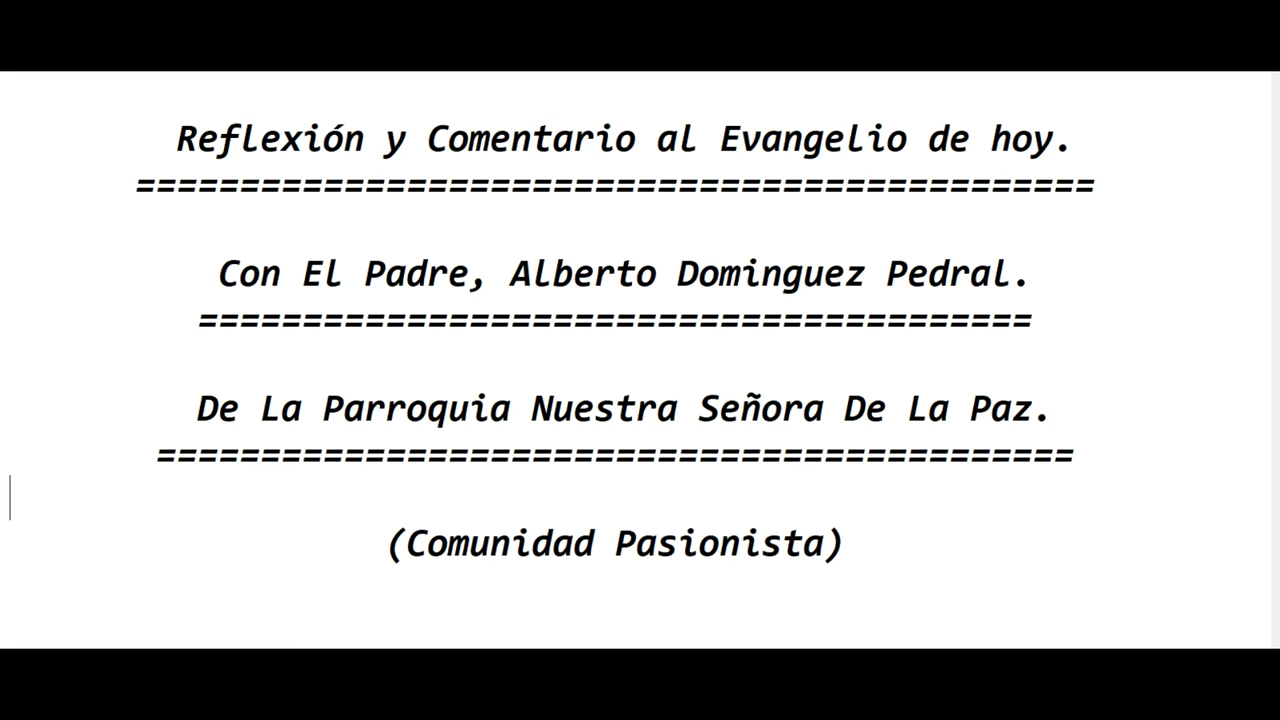 Reflexión y Comentario al Evangelio de hoy.
==============================================
Con El Padre, Alberto Dominguez Pedral.
========================================
De La Parroquia Nuestra Señora De La Paz.
============================================
(Comunidad Pasionista)